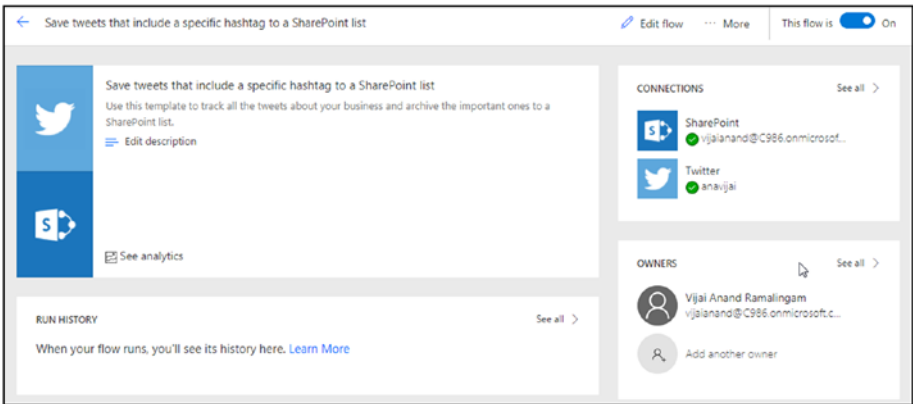 Save tweets that include a specific hashtag to a SharePoint list
Edit flow
··· More
This flow is
On
Save tweets that include a specific hashtag to a SharePoint list
Use this template to track all the tweets about your business and archive the important ones to a
SharePoint list.
Edit description
See analytics
RUN HISTORY
See all
When your flow runs, you'll see its history here. Learn More
CONNECTIONS
See all
SharePoint
vijaianand@C986.onmicrosof...
Twitter
anavijai
OWNERS
See all
Vijai Anand Ramalingam
vijaianand@C986.onmicrosoft.c...
Add another owner